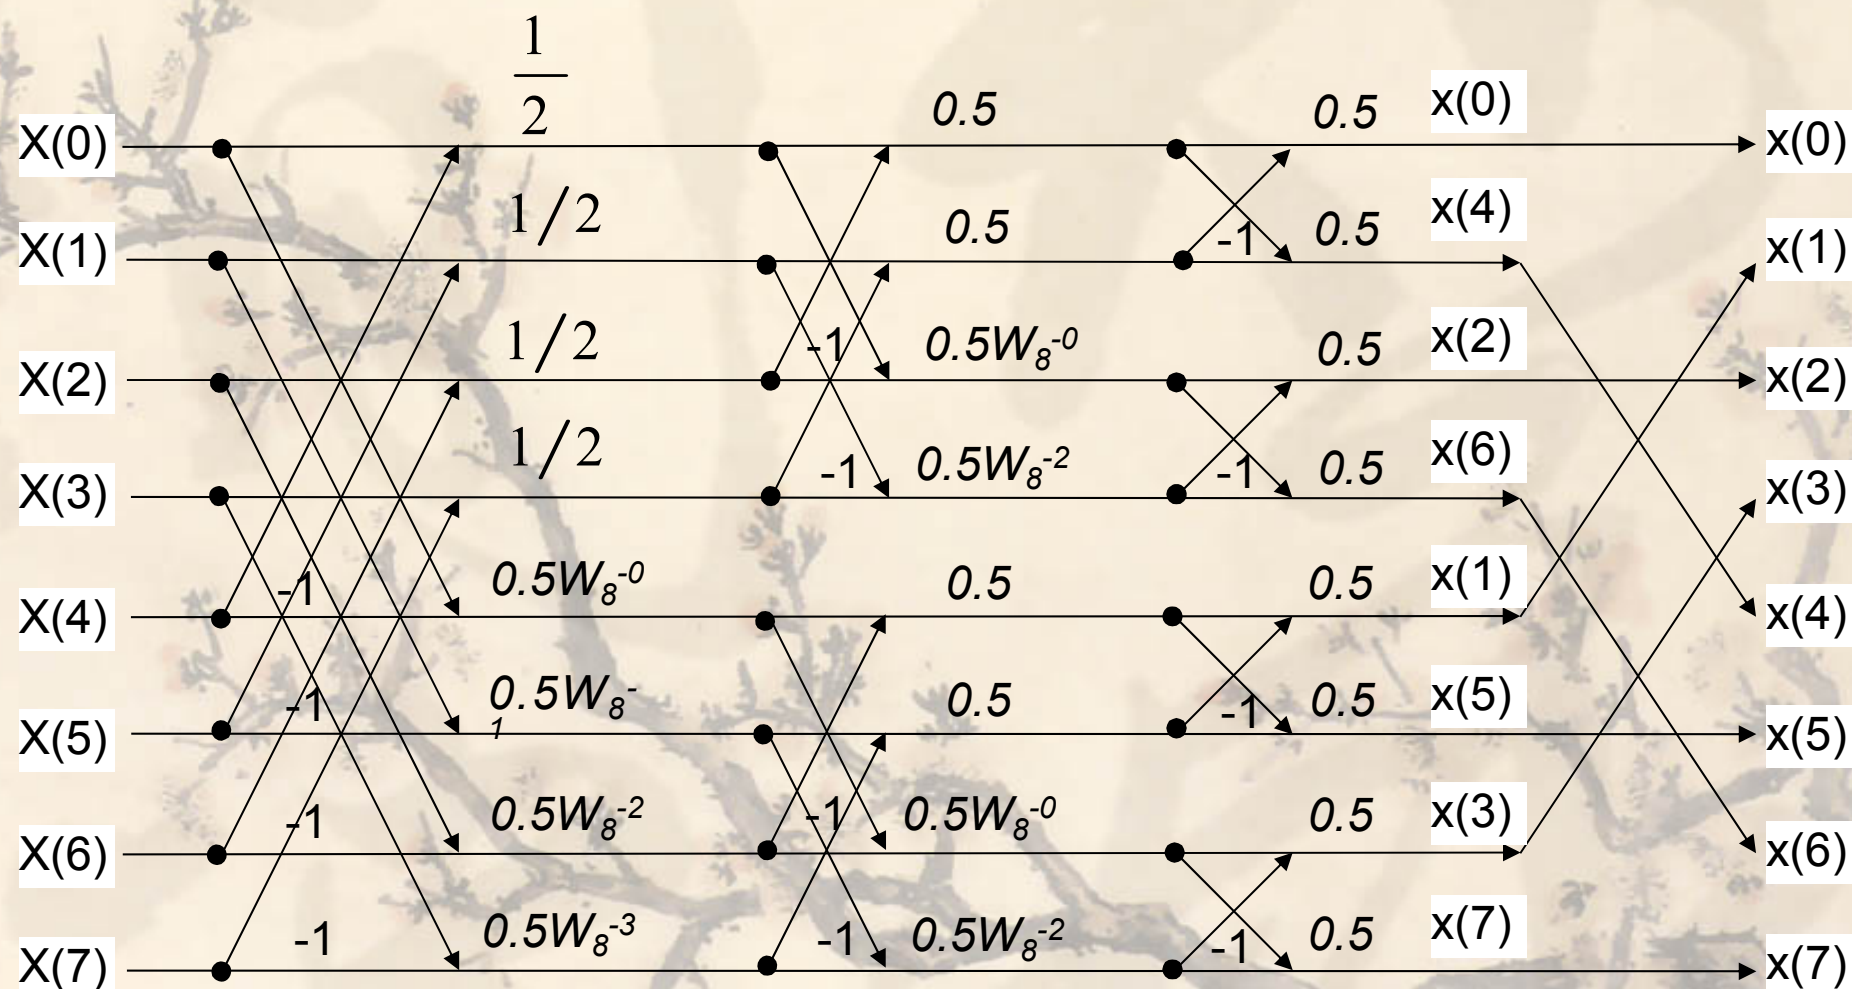 1
2
0.5
0.5
x(0)
X(0)
x(0)
1/2
0.5
-1
0.5
x(4)
X(1)
x(1)
1/2
-1
0.5W8-0
0.5
x(2)
X(2)
x(2)
1/2
-1
0.5W8-2
-1
0.5
x(6)
X(3)
x(3)
-1
0.5W8-0
0.5
0.5
x(1)
X(4)
x(4)
-1
0.5W8-
1
0.5
-1
0.5
x(5)
X(5)
x(5)
-1
0.5W8-2
-1
0.5W8-0
0.5
x(3)
X(6)
x(6)
-1
0.5W8-3
-1
0.5W8-2
-1
0.5
x(7)
X(7)
x(7)